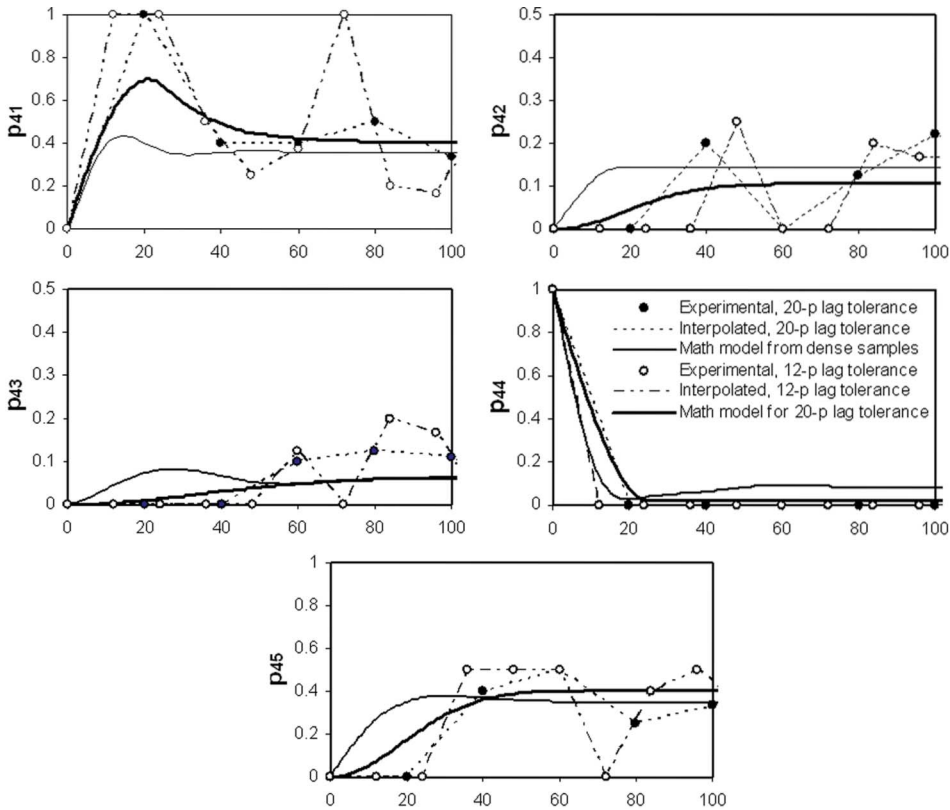 1
0.8
0.6
0.4
0.2
0
p41
0 20 40 60 80 100
0.5
0.4
0.3
0.2
0.1
0
p42
0 20 40 60 80 100
0.5
0.4
0.3
0.2
0.1
0
p43
0 20 40 60 80 100
1
0.8
0.6
0.4
0.2
0
p44
Experimental, 20-p lag tolerance
Interpolated, 20-p lag tolerance
Math model from dense samples
Experimental, 12-p lag tolerance
Interpolated, 12-p lag tolerance
Math model for 20-p lag tolerance
0 20 40 60 80 100
1
0.8
0.6
0.4
0.2
0
p45
0 20 40 60 80 100